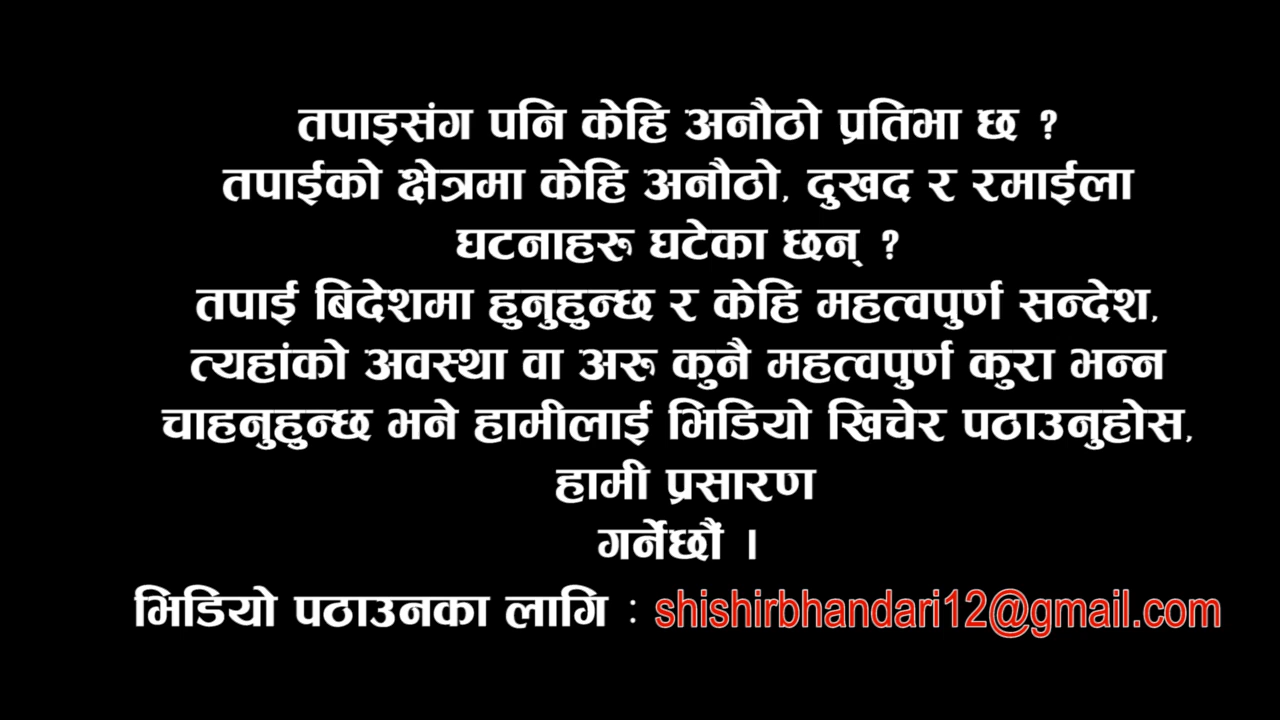 तपाइसंग पनि केहि अनौठो प्रतिभा छ ?
तपाईको क्षेत्रमा केहि अनौठो, दुखद र रमाईला
घटनाहरु घटेका छन् ?
तपाई बिदेशमा हुनुहुन्छ र केहि महत्वपुर्ण सन्देश,
त्यहांको अवस्था वा अरु कुनै महत्वपुर्ण कुरा भन्न
चाहनुहुन्छ भने हामीलाई भिडियो खिचेर पठाउनुहोस,
हामी प्रसारण
गर्नेछौं ।
भिडियो पठाउनका लागि : shishirbhandari12@gmail.com